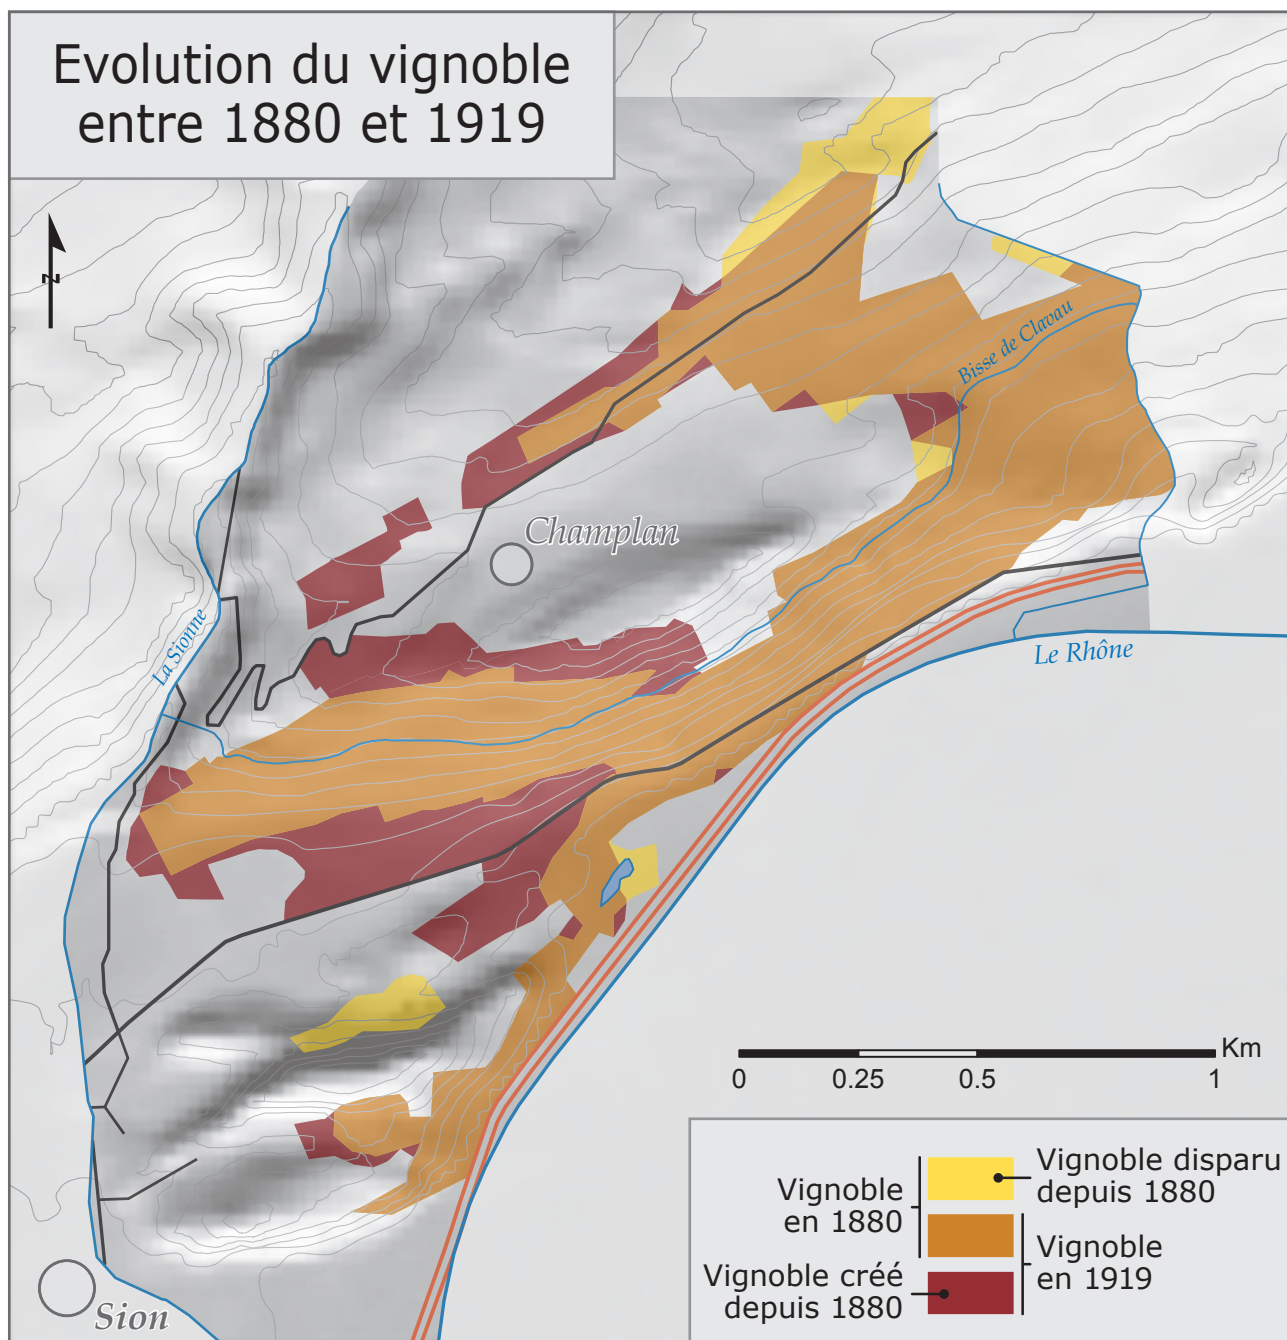 Evolution du vignoble
entre 1880 et 1919
N
Bisse de Clavau
Champlan
La Sionne
Le Rhône
Km
0 0.25 0.5 1
Vignoble
en 1880
Vignoble disparu
depuis 1880
Vignoble
en 1919
Vignoble créé
depuis 1880
Sion